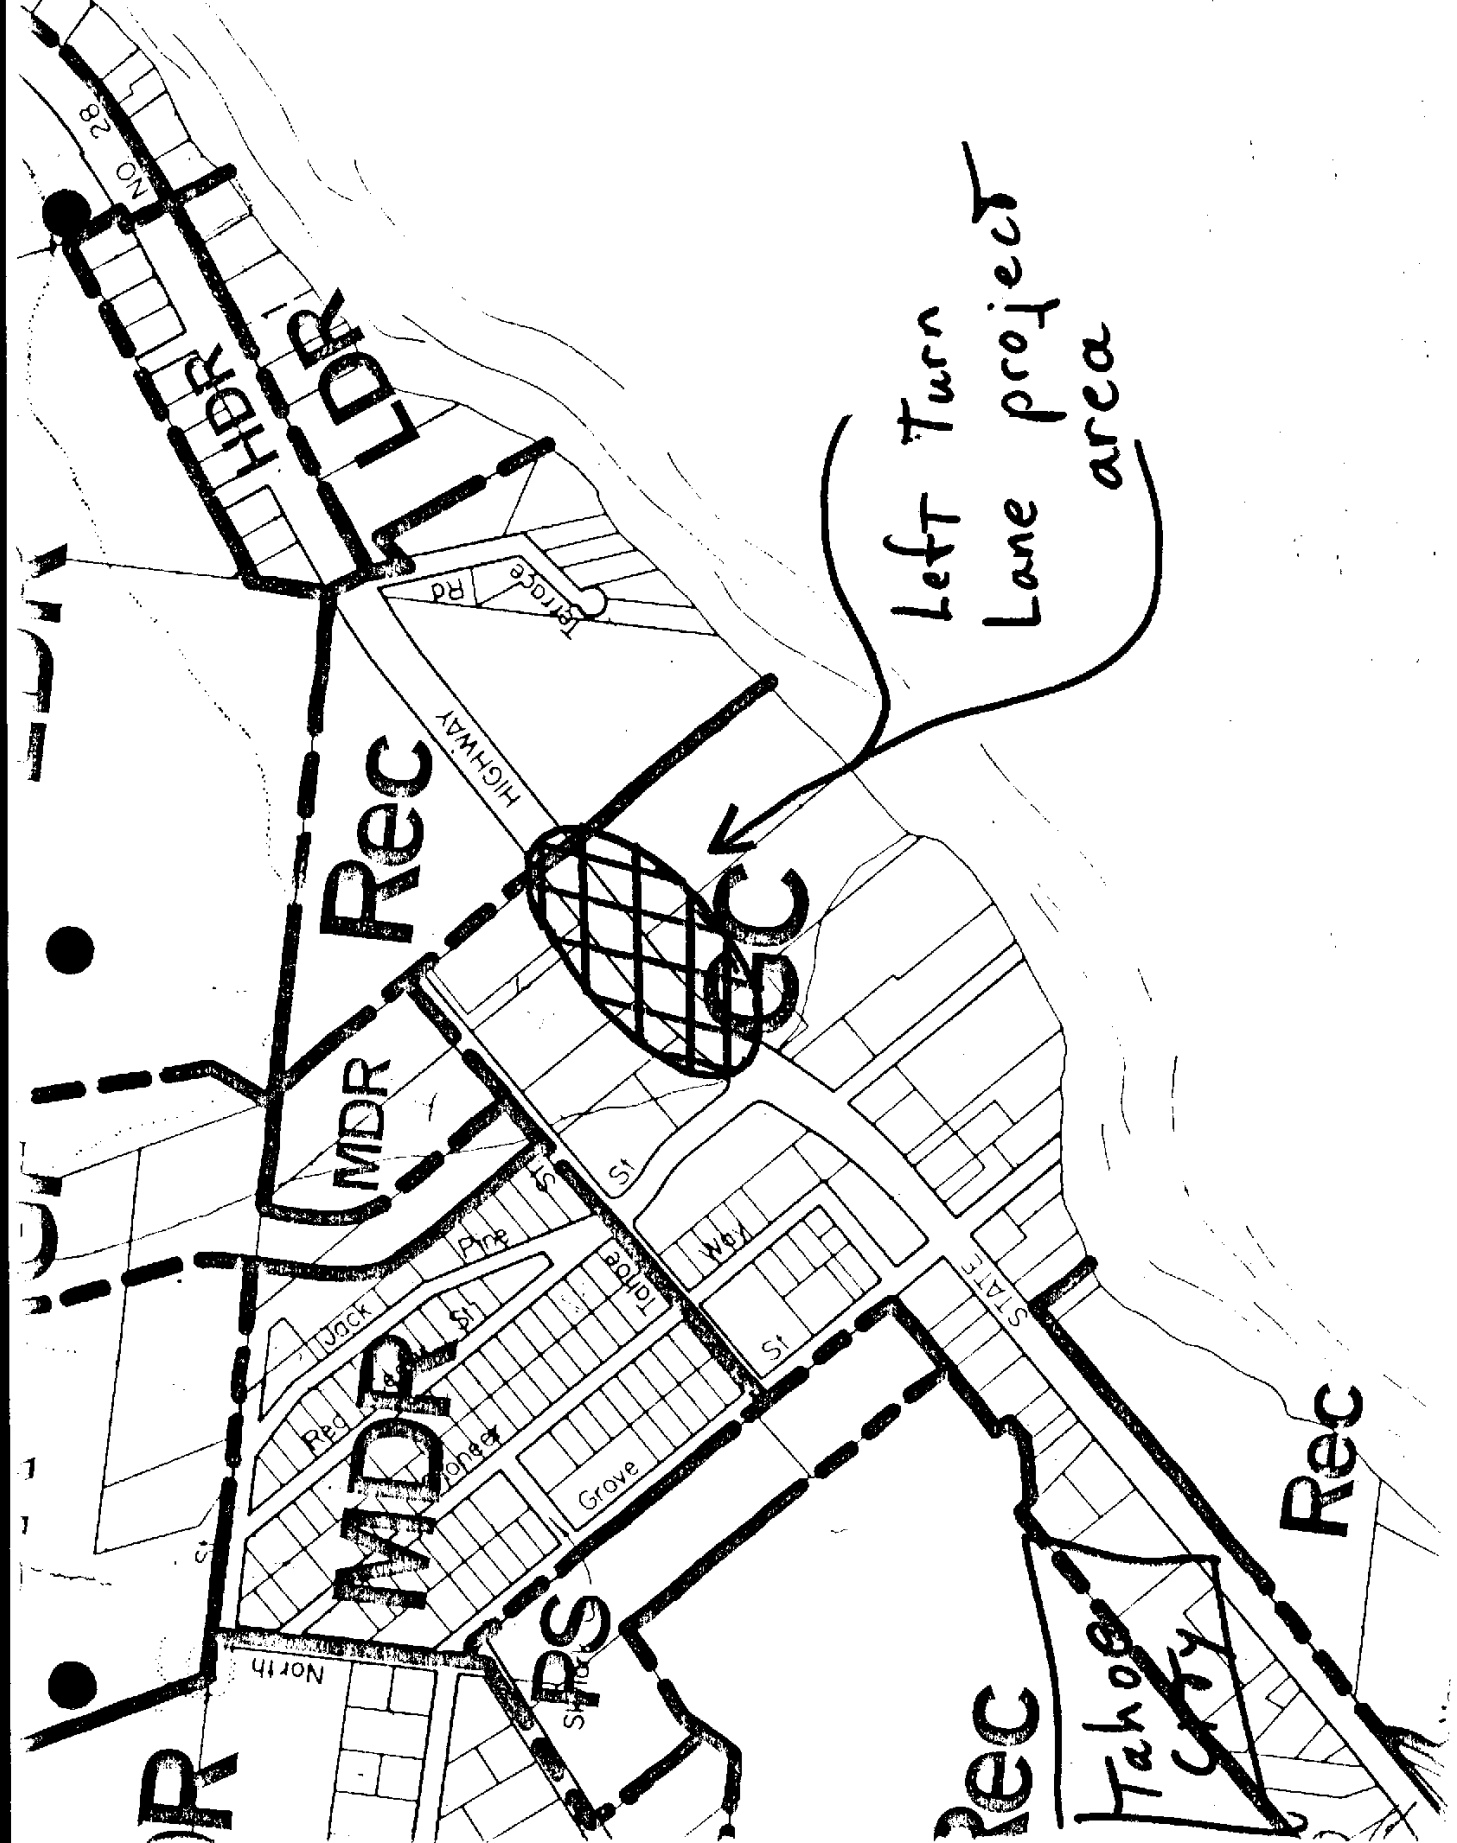 NO 28
HDR
LDR
Rd
Terrace
HIGHWAY
Rec
GC
Left Turn
Lane project
area
MDR
St
St
Pine
Jack
St
Red
MDR
Tahoe
Way
St
STATE
Grove
St
North
PS
Rec
Rec
Tahoe
City